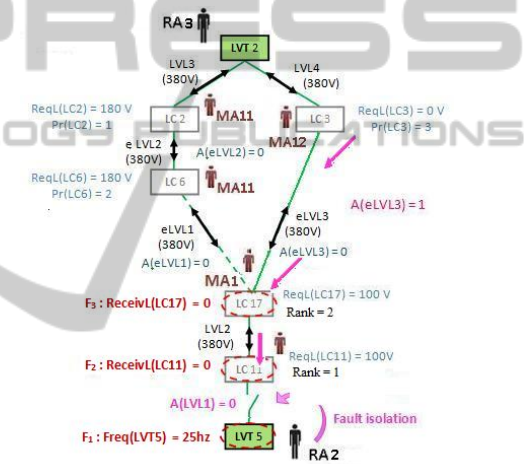 PRESS
RA3
LVT 2
LVL3
(380V)
LVL4
(380V)
ReqL(LC2) = 180 V
Pr(LC2) = 1
LC 2
MA11
LC 3
MA12
ReqL(LC3) = 0 V
Pr(LC3) = 3
PUBLICATIONS
e LVL2
(380V)
A(eLVL2) = 0
ReqL(LC6) = 180 V
Pr(LC6) = 2
LC 6
MA11
A(eLVL3) = 1
eLVL1
(380V)
eLVL3
(380V)
A(eLVL1) = 0
A(eLVL3) = 0
MA1
F3 : ReceivL(LC17) = 0
LC 17
ReqL(LC17) = 100 V
Rank = 2
LVL2
(380V)
F2 : ReceivL(LC11) = 0
LC 11
ReqL(LC11) = 100V
Rank = 1
A(LVL1) = 0
Fault isolation
F1 : Freq(LVT5) = 25hz
LVT 5
RA2